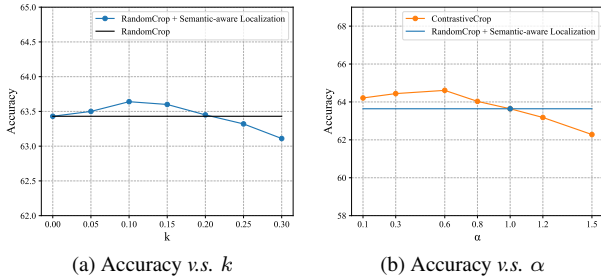 (a)
RandomCrop + Semantic-aware Localization
RandomCrop
65.0
64.5
64.0
63.5
63.0
62.5
62.0
Accuracy
0.00 0.05 0.10 0.15 0.20 0.25 0.30
k
(a) Accuracy v.s. k
(b)
ContrastiveCrop
RandomCrop + Semantic-aware Localization
68
66
64
62
60
58
Accuracy
0.1 0.3 0.6 0.8 1.0 1.2 1.5
α
(b) Accuracy v.s. α